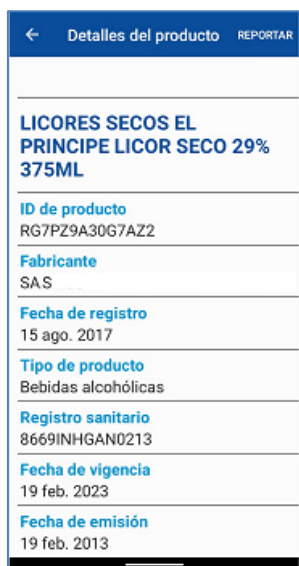 ← Detalles del producto REPORTAR
LICORES SECOS EL
PRINCIPE LICOR SECO 29%
375ML
ID de producto
RG7PZ9A30G7AZ2
Fabricante
SAS
Fecha de registro
15 ago. 2017
Tipo de producto
Bebidas alcohólicas
Registro sanitario
8669INHGAN0213
Fecha de vigencia
19 feb. 2023
Fecha de emisión
19 feb. 2013